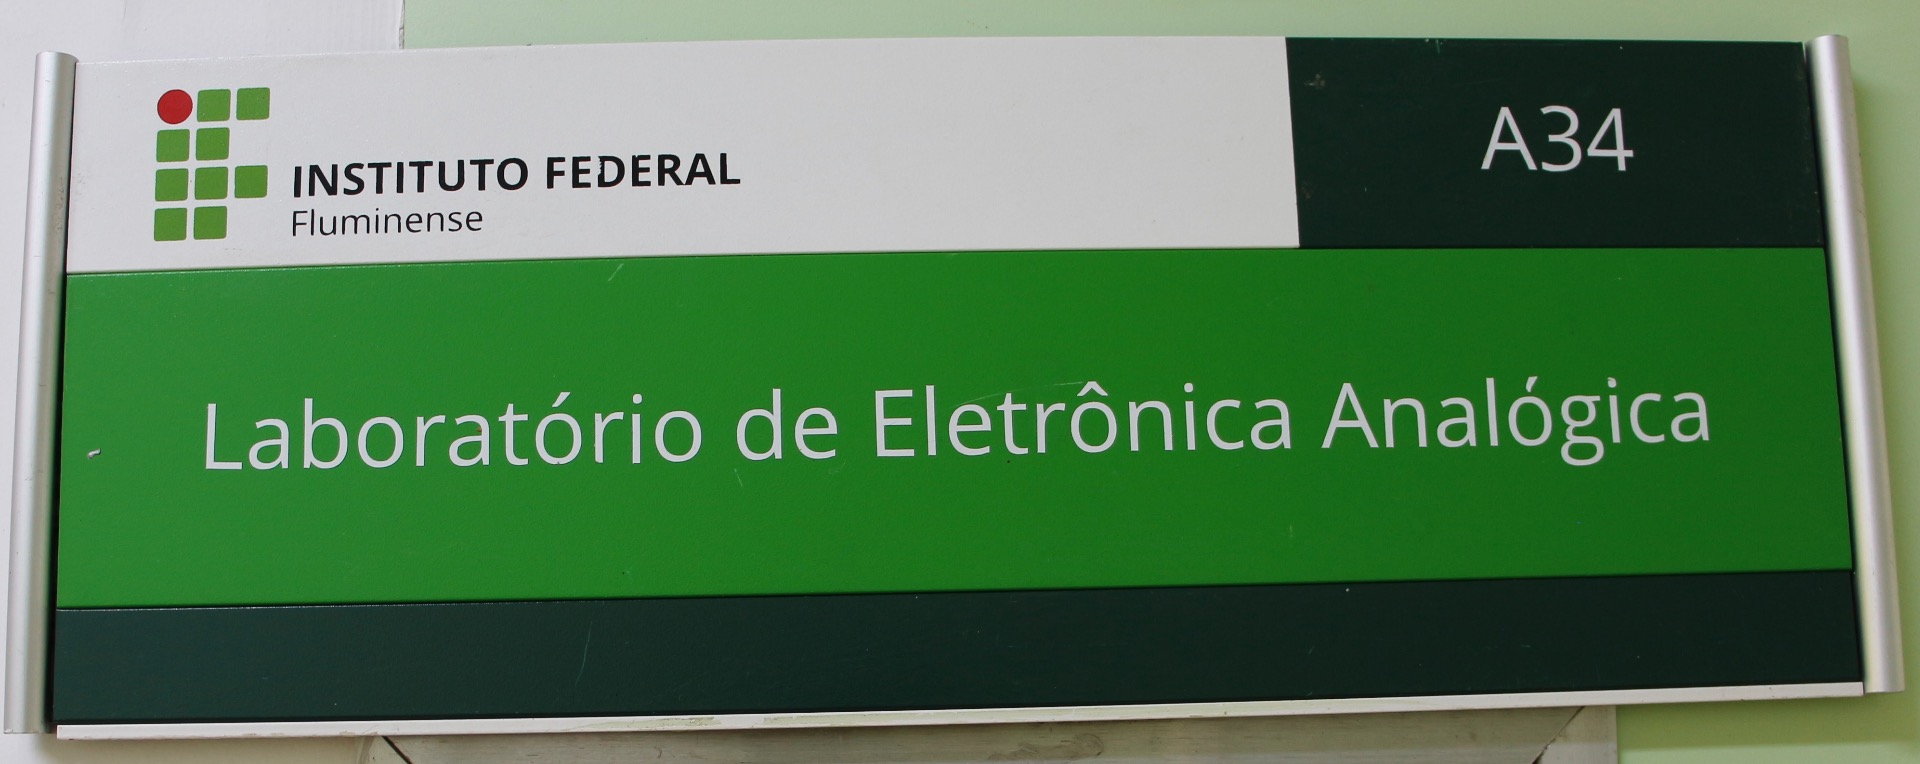 INSTITUTO FEDERAL
Fluminense
A34
Laboratório de Eletrônica Analógica